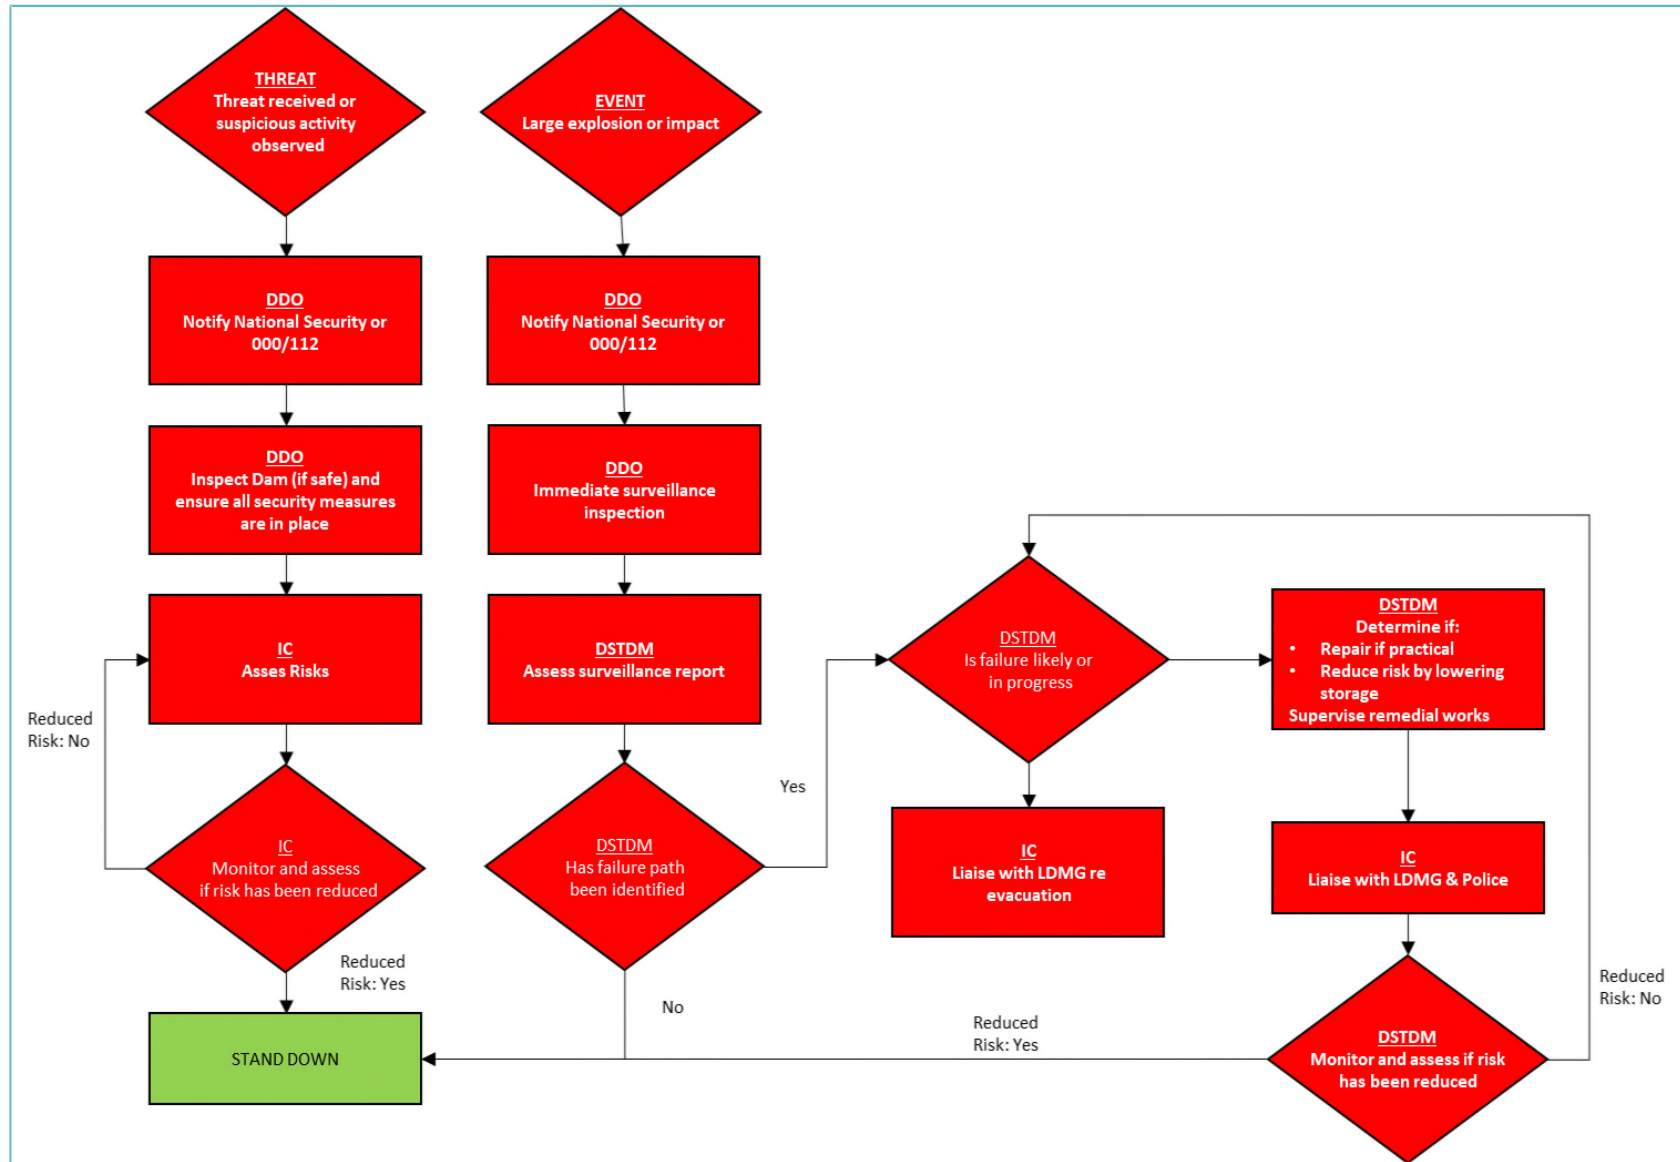 THREAT
Threat received or
suspicious activity
observed
EVENT
Large explosion or impact
DDO
Notify National Security or
000/112
DDO
Notify National Security or
000/112
DDO
Inspect Dam (if safe) and
ensure all security measures
are in place
DDO
Immediate surveillance
inspection
IC
Asses Risks
DSTDM
Assess surveillance report
DSTDM
Is failure likely or
in progress
DSTDM
Determine if:
• Repair if practical
• Reduce risk by lowering
storage
Supervise remedial works
Reduced
Risk: No
Yes
IC
Monitor and assess
if risk has been reduced
DSTDM
Has failure path
been identified
IC
Liaise with LDMG re
evacuation
IC
Liaise with LDMG & Police
Reduced
Risk: Yes
No
Reduced
Risk: Yes
Reduced
Risk: No
STAND DOWN
DSTDM
Monitor and assess if risk
has been reduced